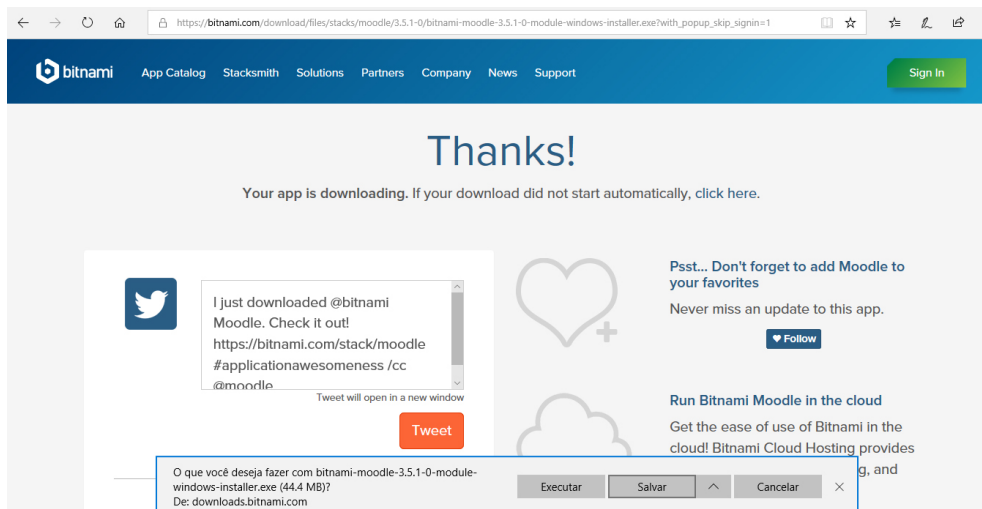 https://bitnami.com/download/files/stacks/moodle/3.5.1-0/bitnami-moodle-3.5.1-0-module-windows-installer.exe?with_popup_skip_signin=1
bitnami App Catalog Stacksmith Solutions Partners Company News Support Sign In
Thanks!
Your app is downloading. If your download did not start automatically, click here.
I just downloaded @bitnami
Moodle. Check it out!
https://bitnami.com/stack/moodle
#applicationawesomeness /cc
@moodle
Tweet will open in a new window
Tweet
Psst... Don't forget to add Moodle to
your favorites
Never miss an update to this app.
Follow
Run Bitnami Moodle in the cloud
Get the ease of use of Bitnami in the
cloud! Bitnami Cloud Hosting provides
g, and
O que você deseja fazer com bitnami-moodle-3.5.1-0-module-
windows-installer.exe (44.4 MB)?
De: downloads.bitnami.com
Executar Salvar Cancelar